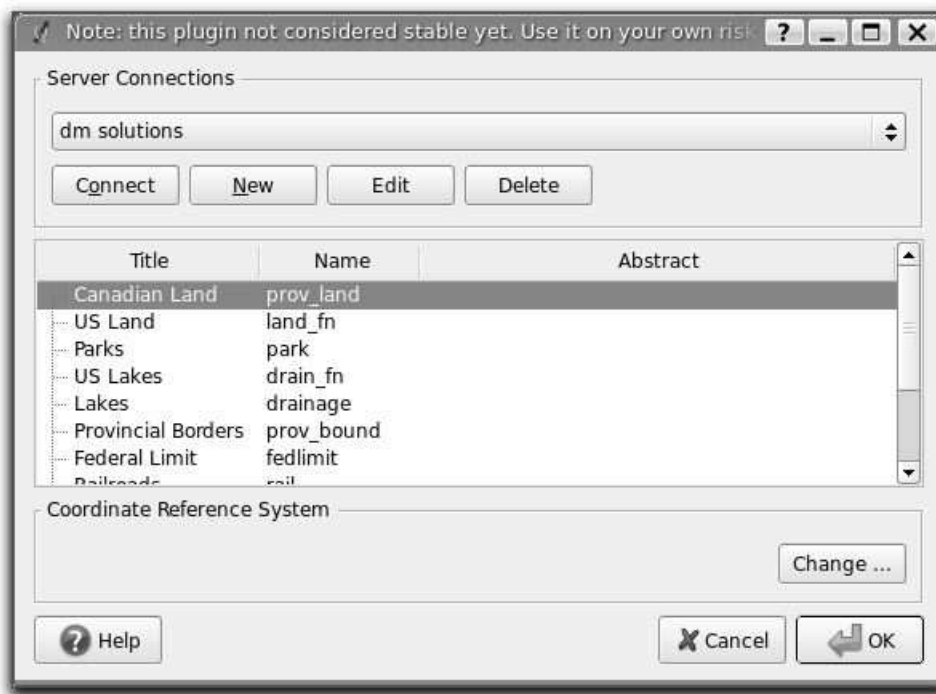 Note: this plugin not considered stable yet. Use it on your own risk
?
Server Connections
dm solutions
Connect New Edit Delete
Title Name Abstract
Canadian Land prov_land
US Land land_fn
Parks park
US Lakes drain_fn
Lakes drainage
Provincial Borders prov_bound
Federal Limit fedlimit
Railroads rail
Coordinate Reference System
Change ...
? Help Cancel OK